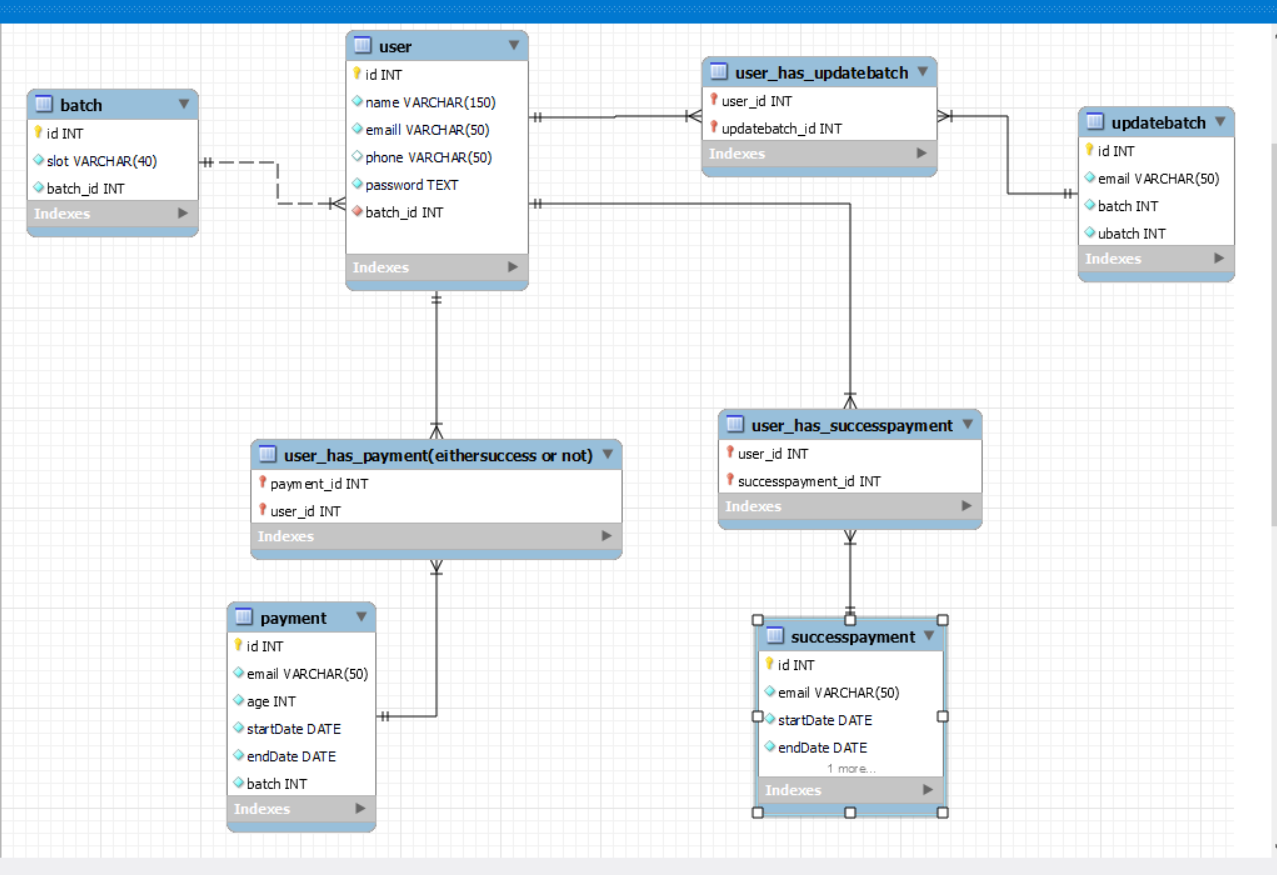 user
id INT
name VARCHAR(150)
emaill VARCHAR(50)
phone VARCHAR(50)
password TEXT
batch_id INT
Indexes
batch
id INT
slot VARCHAR(40)
batch_id INT
Indexes
user_has_updatebatch
user_id INT
updatebatch_id INT
Indexes
updatebatch
id INT
email VARCHAR(50)
batch INT
ubatch INT
Indexes
user_has_payment(eithersuccess or not)
payment_id INT
user_id INT
Indexes
user_has_successpayment
user_id INT
successpayment_id INT
Indexes
payment
id INT
email VARCHAR(50)
age INT
startDate DATE
endDate DATE
batch INT
Indexes
successpayment
id INT
email VARCHAR(50)
startDate DATE
endDate DATE
1 more...
Indexes